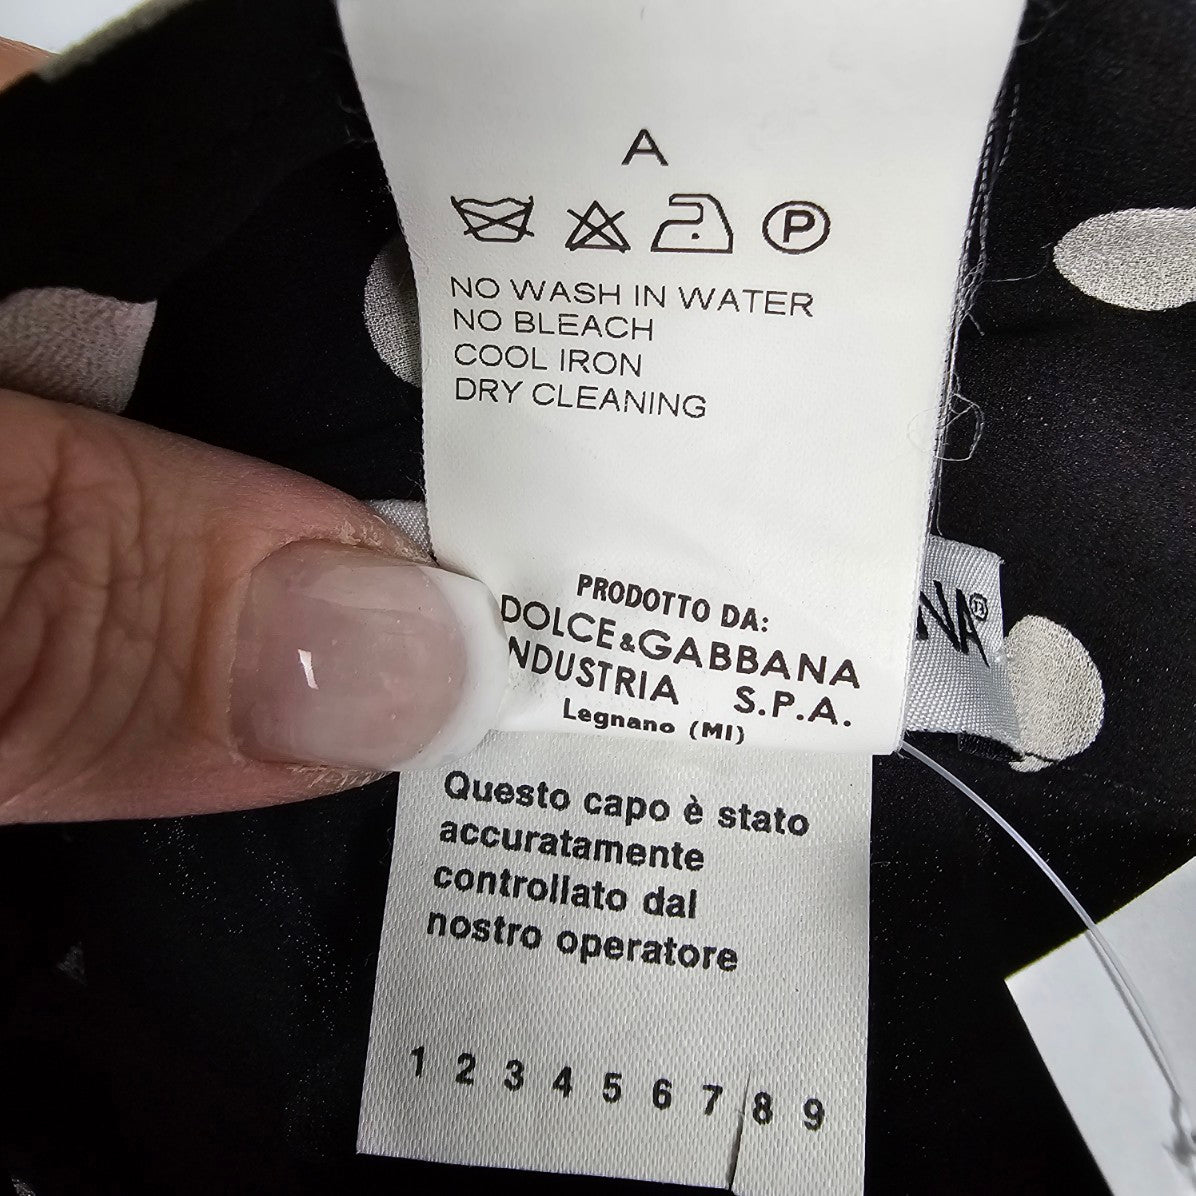 A
P
NO WASH IN WATER
NO BLEACH
COOL IRON
DRY CLEANING
PRODOTTO DA:
DOLCE&GABBANA
INDUSTRIA S.P.A.
Legnano (MI)
Questo capo è stato
accuratamente
controllato dal
nostro operatore
1 2 3 4 5 6 7 8 9